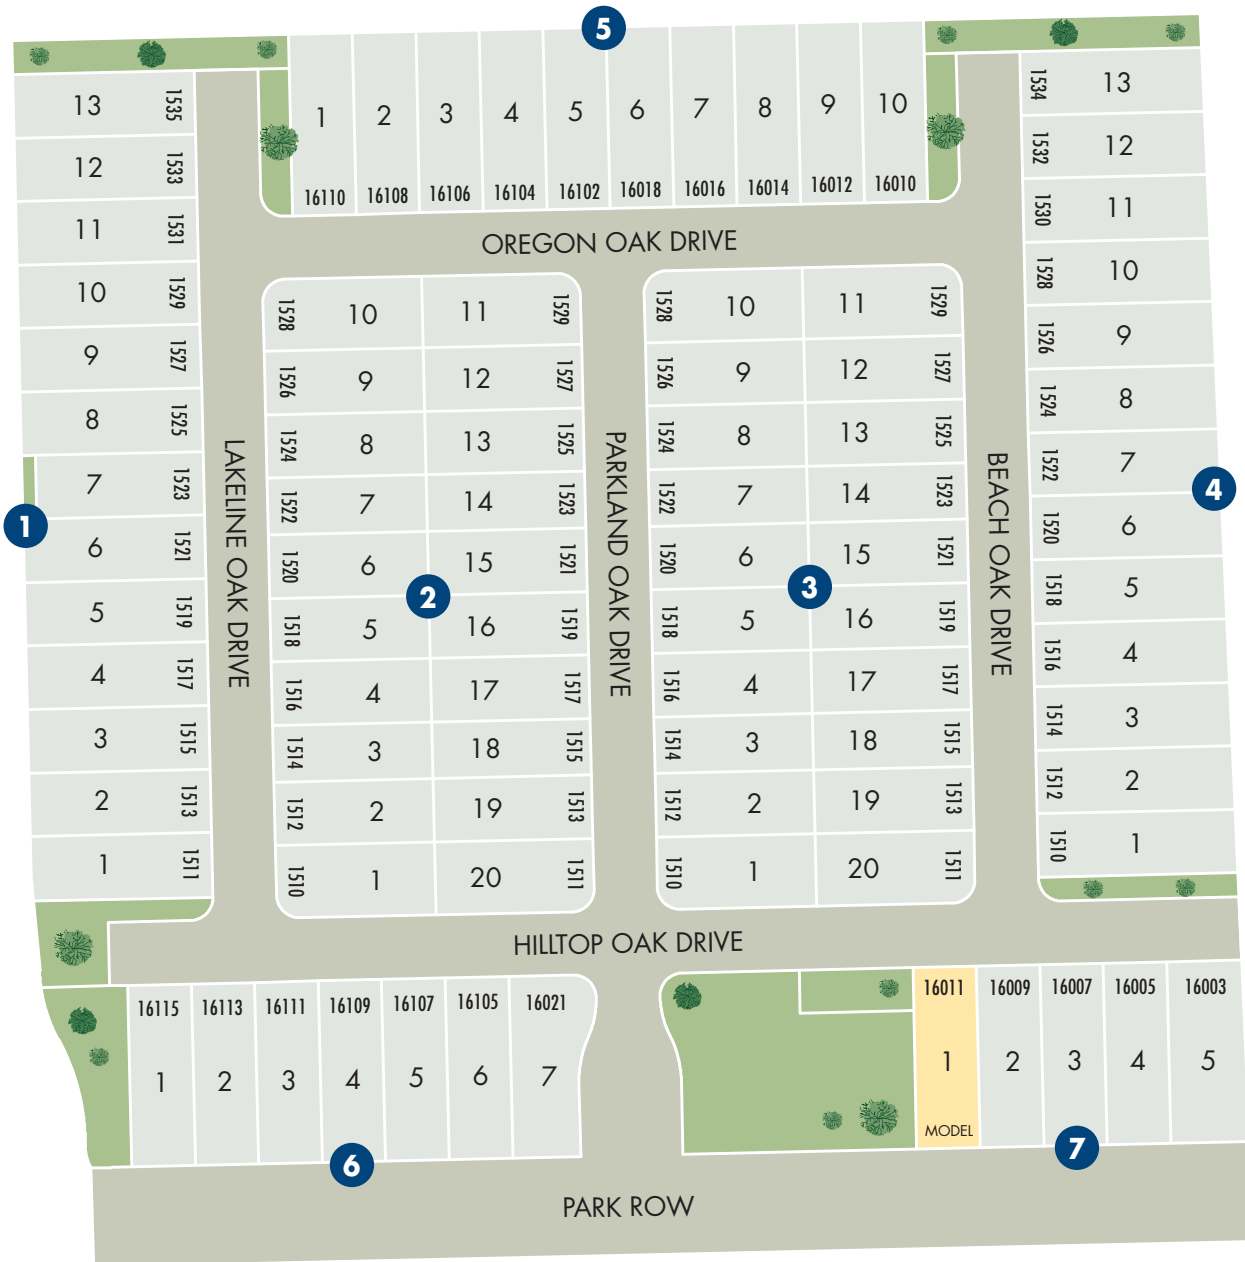 5
1
2
3
4
5
6
7
8
9
10
16110
16108
16106
16104
16102
16018
16016
16014
16012
16010
OREGON OAK DRIVE
13 1535
12 1533
11 1531
10 1529
9 1527
8 1525
7 1523
6 1521
5 1519
4 1517
3 1515
2 1513
1 1511
1
LAKELINE OAK DRIVE
1528 10 11 1529
1526 9 12 1527
1524 8 13 1525
1522 7 14 1523
1520 6 15 1521
1518 5 16 1519
1516 4 17 1517
1514 3 18 1515
1512 2 19 1513
1510 1 20 1511
2
PARKLAND OAK DRIVE
1528 10 11 1529
1526 9 12 1527
1524 8 13 1525
1522 7 14 1523
1520 6 15 1521
1518 5 16 1519
1516 4 17 1517
1514 3 18 1515
1512 2 19 1513
1510 1 20 1511
3
BEACH OAK DRIVE
1534 13
1532 12
1530 11
1528 10
1526 9
1524 8
1522 7
1520 6
1518 5
1516 4
1514 3
1512 2
1510 1
4
HILLTOP OAK DRIVE
16115
16113
16111
16109
16107
16105
16021
1
2
3
4
5
6
7
6
16011
16009
16007
16005
16003
1
2
3
4
5
MODEL
7
PARK ROW